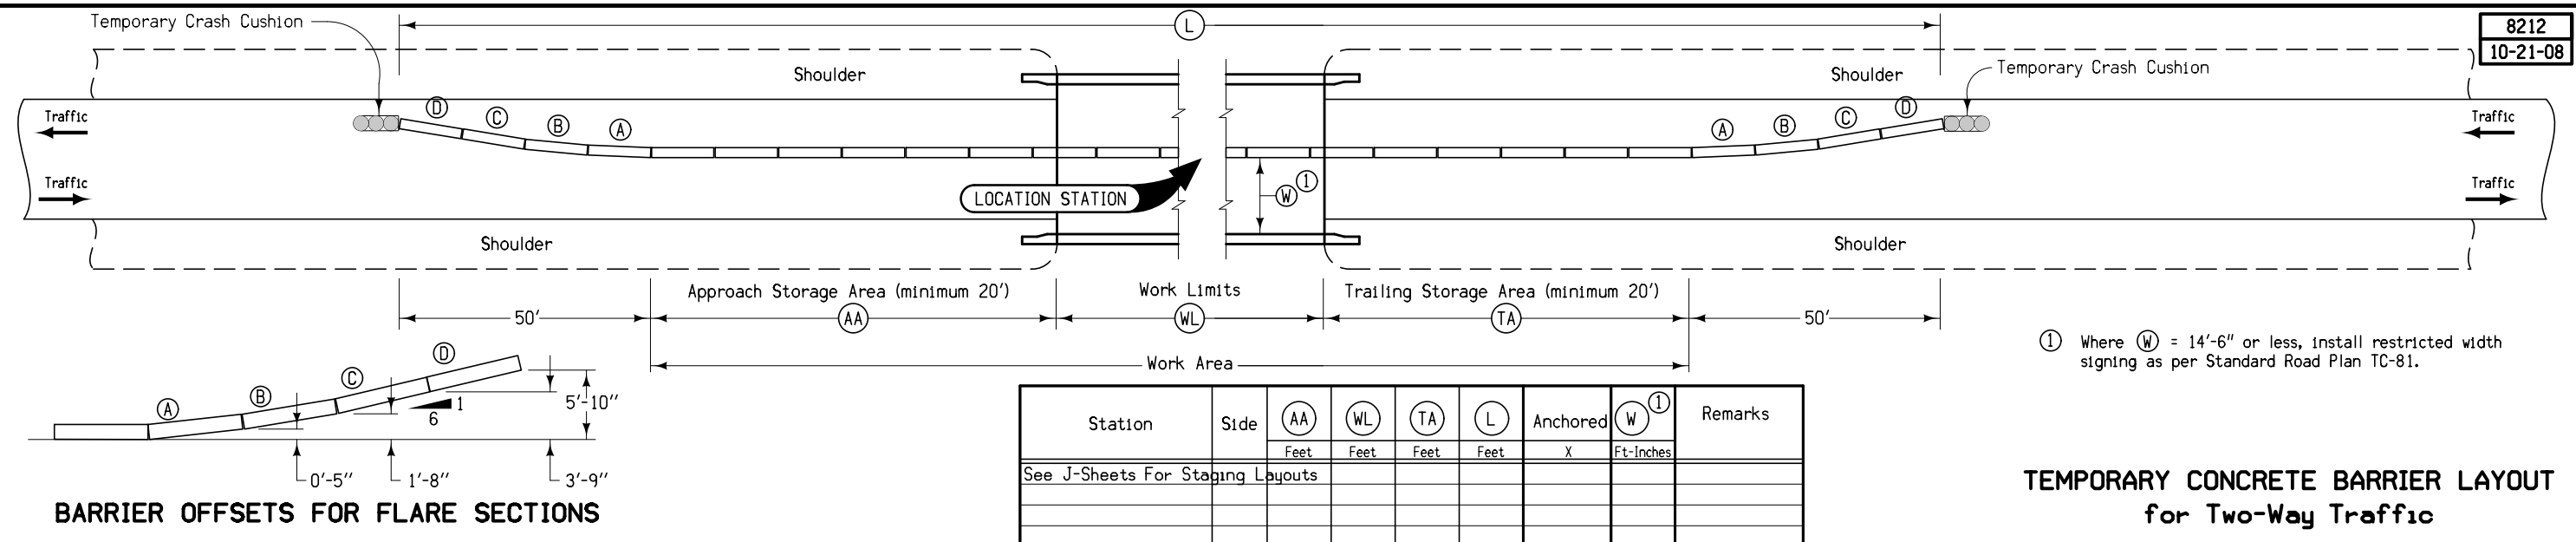 Temporary Crash Cushion
L
8212
10-21-08
Shoulder
Shoulder
Temporary Crash Cushion
Traffic
D
C
B
A
A
B
C
D
Traffic
Traffic
LOCATION STATION
W 1
Traffic
Shoulder
Shoulder
Approach Storage Area (minimum 20')
Work Limits
Trailing Storage Area (minimum 20')
50'
AA
WL
TA
50'
Work Area
1 Where W = 14'-6" or less, install restricted width
signing as per Standard Road Plan TC-81.
A
B
C
D
1
6
5'-10"
0'-5"
1'-8"
3'-9"
BARRIER OFFSETS FOR FLARE SECTIONS
Station Side AA WL TA L Anchored W 1 Remarks
Feet Feet Feet Feet X Ft-Inches
See J-Sheets For Staging Layouts
TEMPORARY CONCRETE BARRIER LAYOUT
for Two-Way Traffic